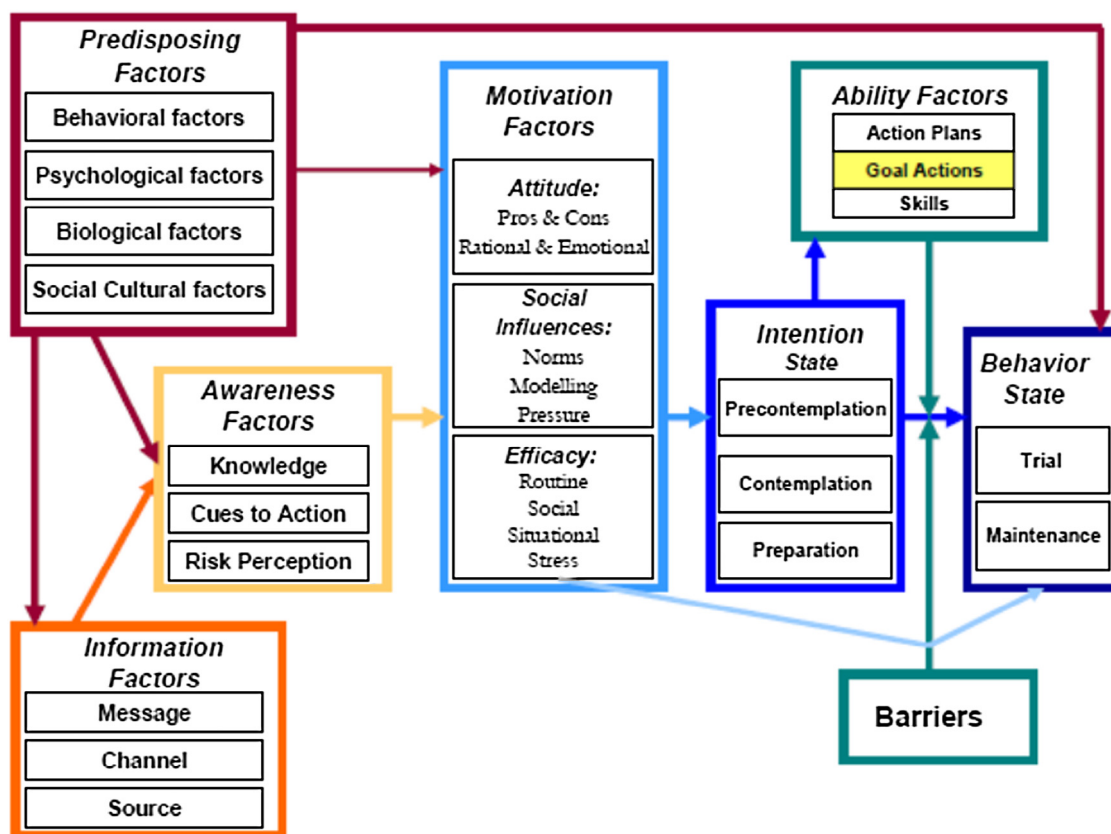 Predisposing
Factors
Behavioral factors
Psychological factors
Biological factors
Social Cultural factors
Awareness
Factors
Knowledge
Cues to Action
Risk Perception
Information
Factors
Message
Channel
Source
Motivation
Factors
Attitude:
Pros & Cons
Rational & Emotional
Social
Influences:
Norms
Modelling
Pressure
Efficacy:
Routine
Social
Situational
Stress
Intention
State
Precontemplation
Contemplation
Preparation
Ability Factors
Action Plans
Goal Actions
Skills
Behavior
State
Trial
Maintenance
Barriers